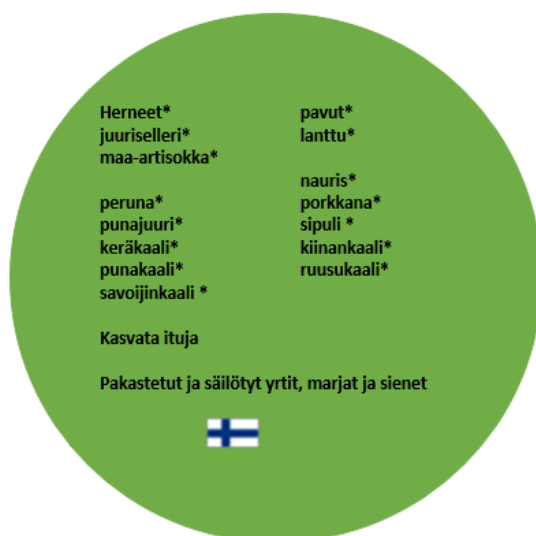 Herneet* pavut*
juuriselleri* lanttu*
maa-artisokka*
nauris*
peruna* porkkana*
punajuuri* sipuli *
keräkaali* kiinankaali*
punakaali* ruusukaali*
savoijinkaali *
Kasvata ituja
Pakastetut ja säilötyt yrtit, marjat ja sienet